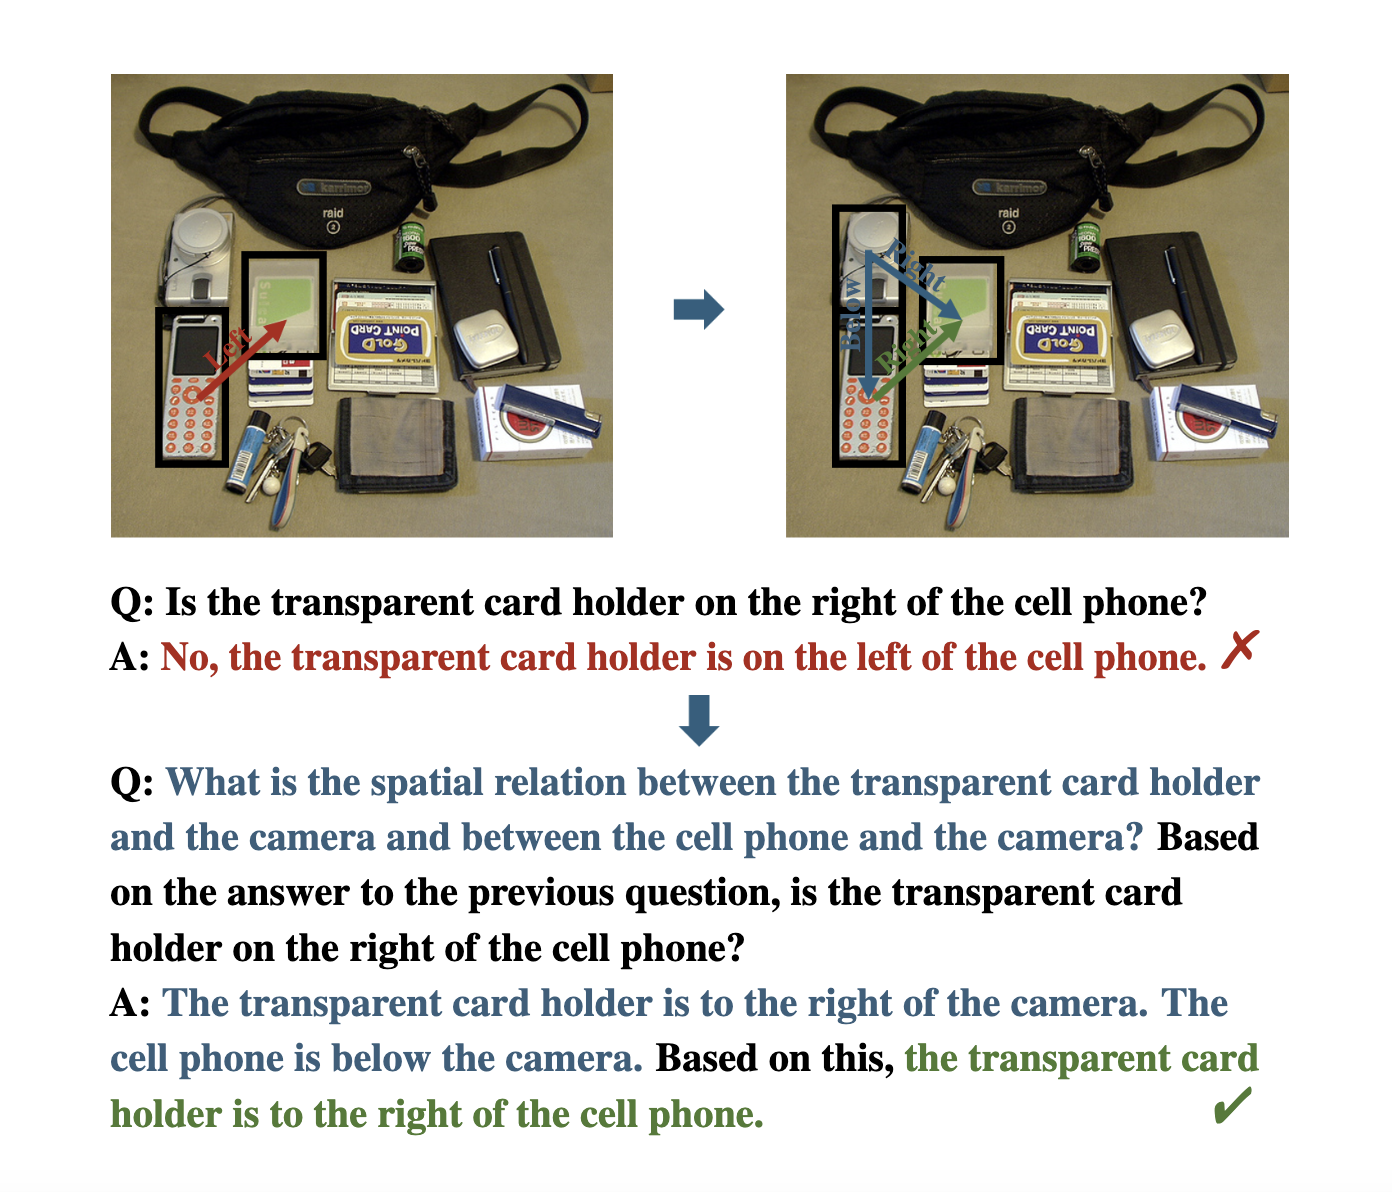 karrimor
raid
2
Left
POINT CARD
GOLD
karrimor
raid
2
Right
Below
Right
POINT CARD
GOLD
Q: Is the transparent card holder on the right of the cell phone?
A: No, the transparent card holder is on the left of the cell phone. ✗
Q: What is the spatial relation between the transparent card holder
and the camera and between the cell phone and the camera? Based
on the answer to the previous question, is the transparent card
holder on the right of the cell phone?
A: The transparent card holder is to the right of the camera. The
cell phone is below the camera. Based on this, the transparent card
holder is to the right of the cell phone. ✓